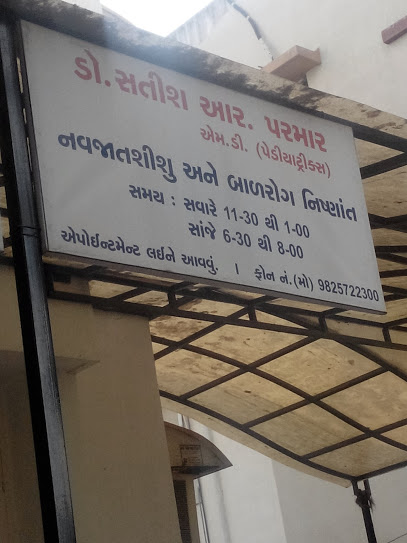 ડો. સતીશ આર. પરમાર
એમ.ડી. (પેડીયાટ્રીક્સ)
નવજાતશીશુ અને બાળરોગ નિષ્ણાંત
સમય : સવારે 11-30 થી 1-00
સાંજે 6-30 થી 8-00
એપોઈન્ટમેન્ટ લઈને આવવું. । ફોન નં.(મો) 9825722300